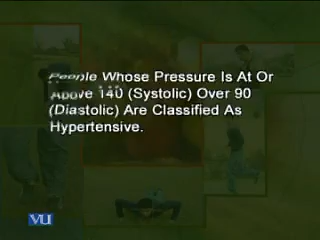 People Whose Pressure Is At Or
Above 140 (Systolic) Over 90
(Diastolic) Are Classified As
Hypertensive.
VU